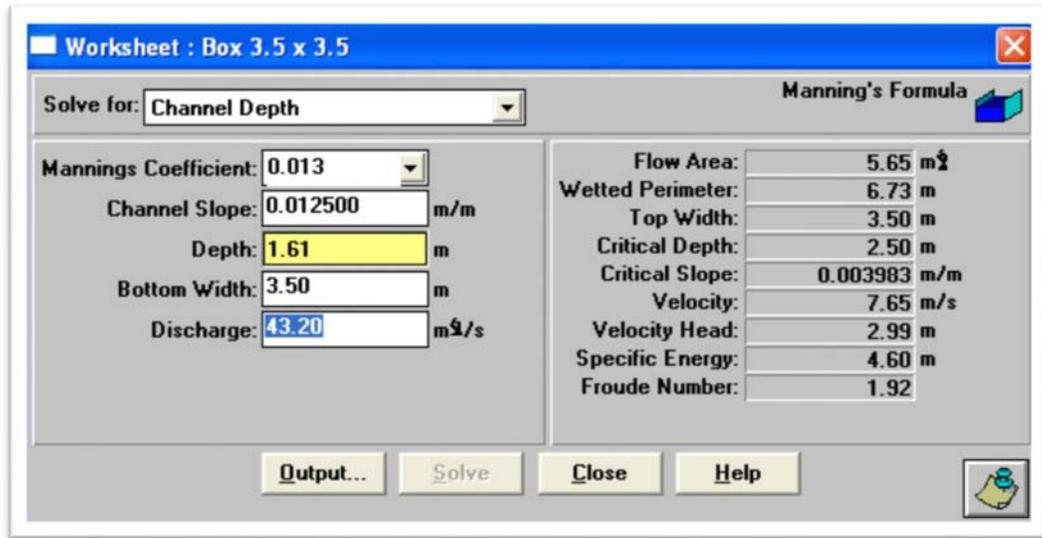 Worksheet : Box 3.5 x 3.5
Solve for: Channel Depth
Manning's Formula
Mannings Coefficient: 0.013
Channel Slope: 0.012500 m/m
Depth: 1.61 m
Bottom Width: 3.50 m
Discharge: 43.20 m³/s
Flow Area: 5.65 m²
Wetted Perimeter: 6.73 m
Top Width: 3.50 m
Critical Depth: 2.50 m
Critical Slope: 0.003983 m/m
Velocity: 7.65 m/s
Velocity Head: 2.99 m
Specific Energy: 4.60 m
Froude Number: 1.92
Output... Solve Close Help